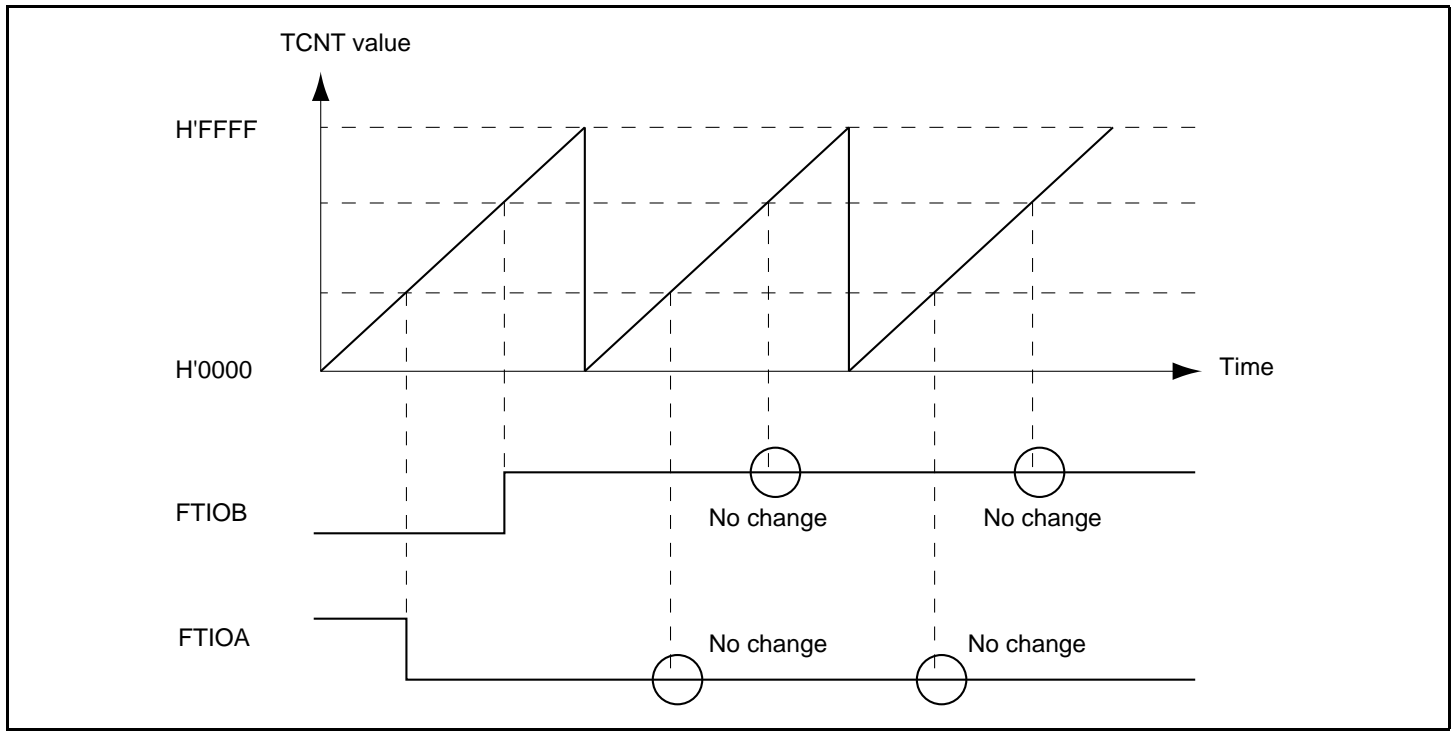 TCNT value
H'FFFF
H'0000
Time
FTIOB
No change
No change
FTIOA
No change
No change